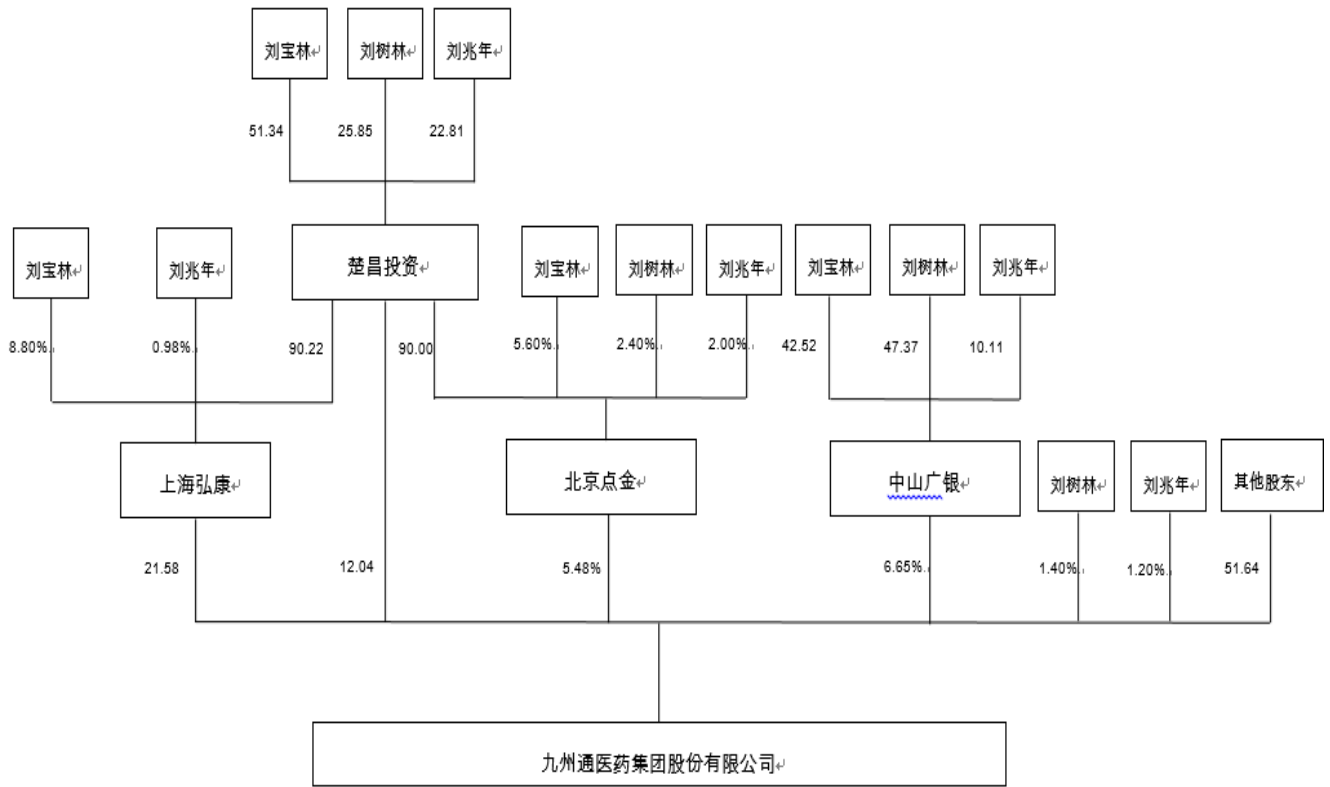 刘宝林
刘树林
刘兆年
51.34
25.85
22.81
刘宝林
刘兆年
楚昌投资
刘宝林
刘树林
刘兆年
刘宝林
刘树林
刘兆年
8.80%
0.98%
90.22
90.00
5.60%
2.40%
2.00%
42.52
47.37
10.11
上海弘康
北京点金
中山广银
刘树林
刘兆年
其他股东
21.58
12.04
5.48%
6.65%
1.40%
1.20%
51.64
九州通医药集团股份有限公司